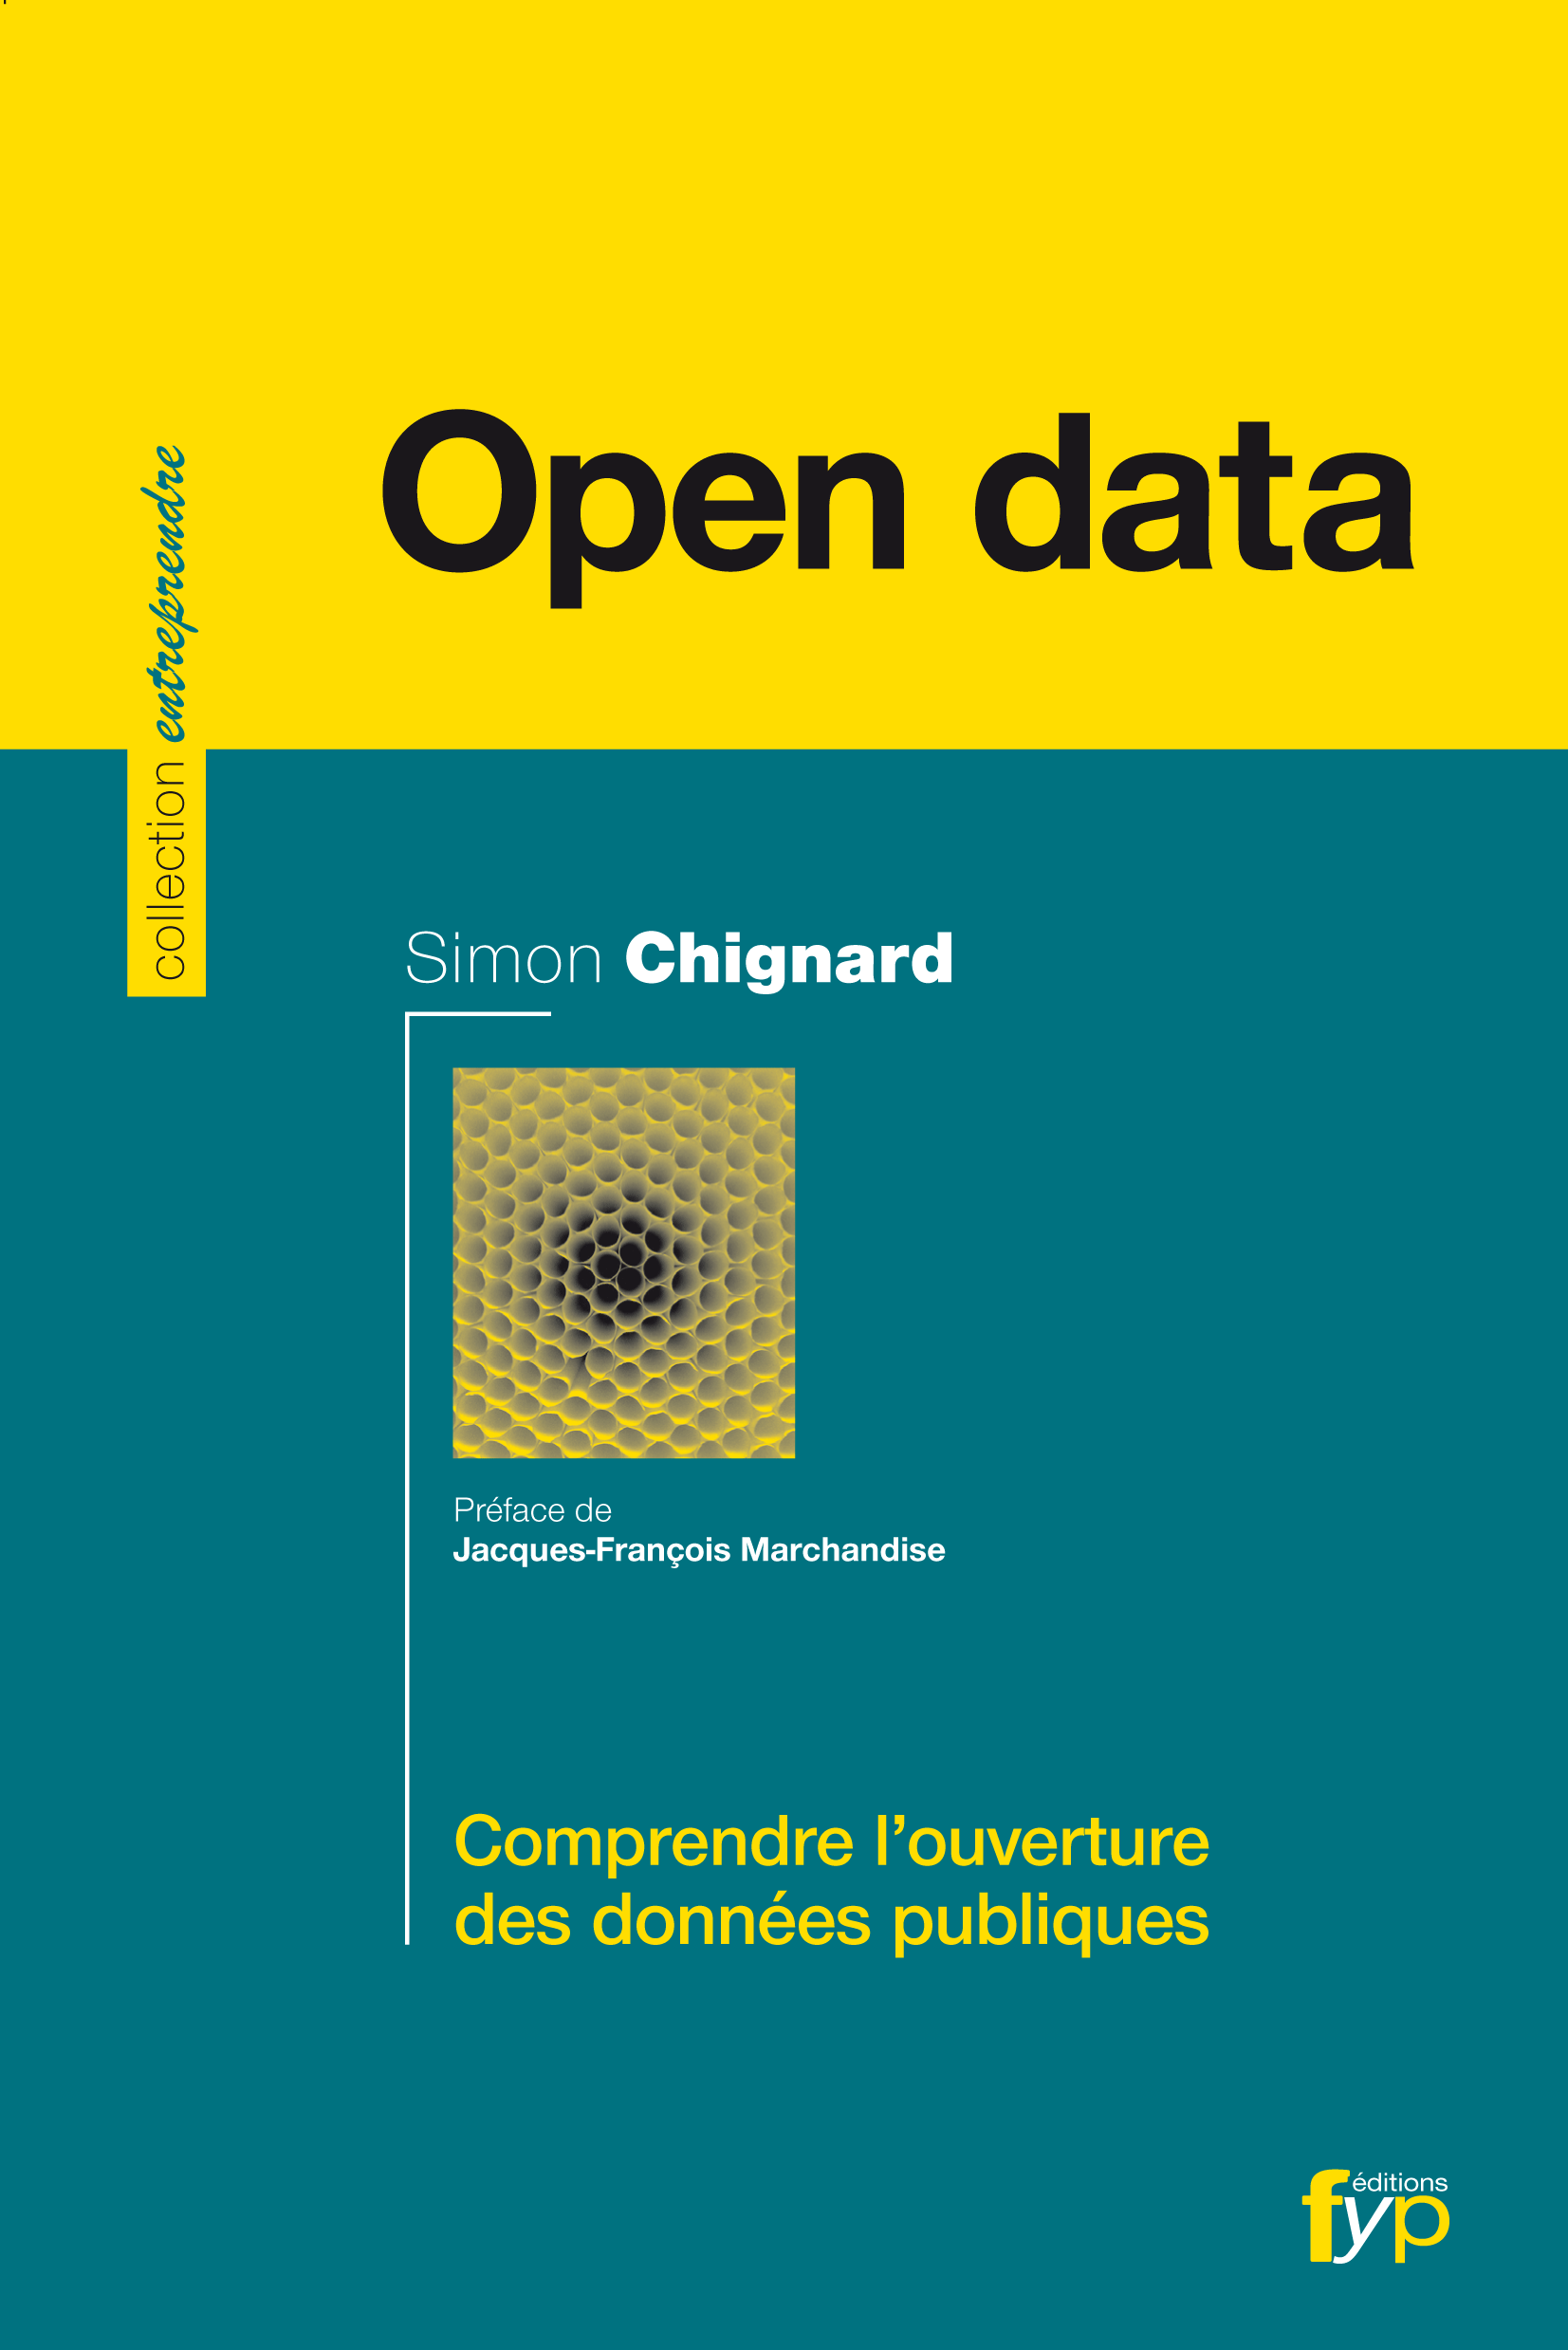 Open data
collection entreprendre
Simon Chignard
Préface de
Jacques-François Marchandise
Comprendre l’ouverture
des données publiques
éditions
fyp